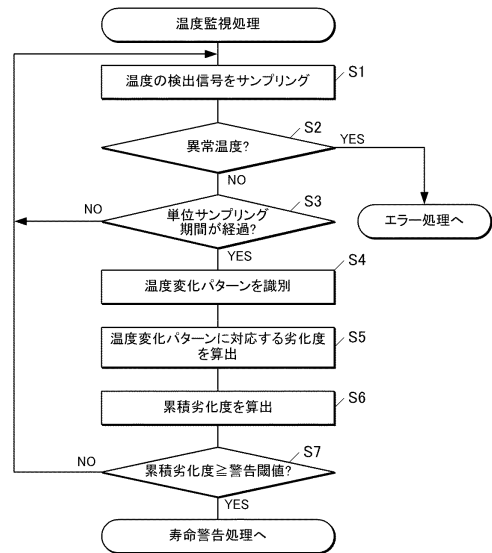 温度監視処理
温度の検出信号をサンプリング
S1
異常温度?
S2
YES
NO
エラー処理へ
単位サンプリング
期間が経過?
S3
NO
YES
温度変化パターンを識別
S4
温度変化パターンに対応する劣化度
を算出
S5
累積劣化度を算出
S6
累積劣化度≧警告閾値?
S7
NO
YES
寿命警告処理へ